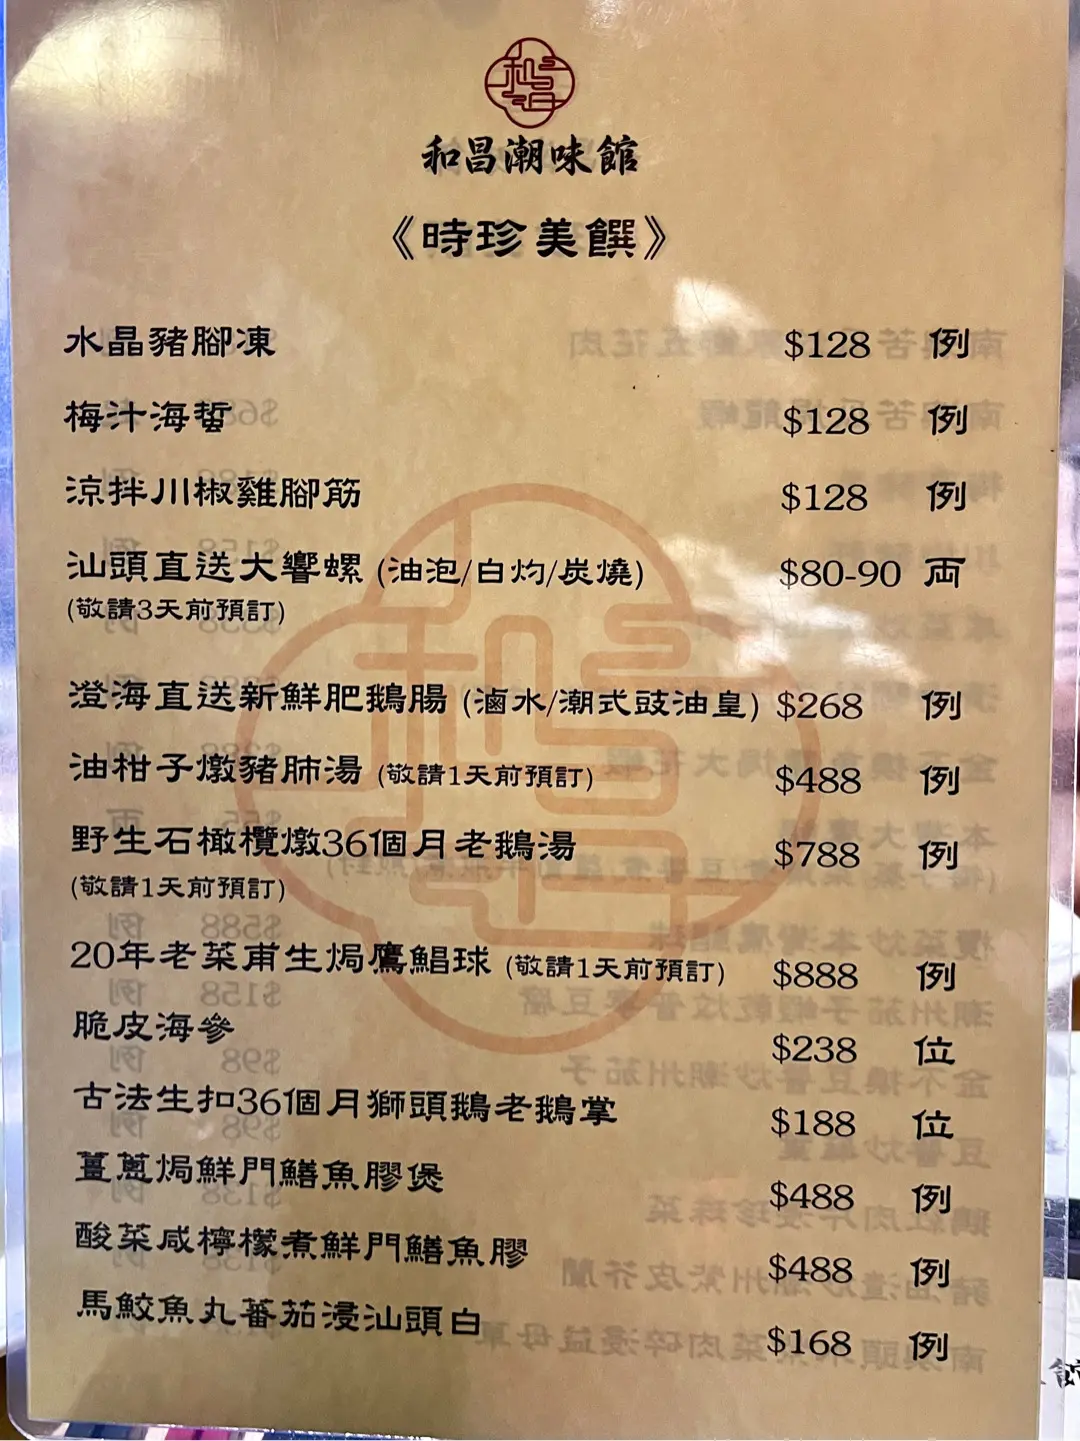 和昌潮味館
《時珍美饌》
水晶豬腳凍 $128 例
梅汁海蜇 $128 例
涼拌川椒雞腳筋 $128 例
汕頭直送大響螺 (油泡/白灼/炭燒) $80-90 両
(敬請3天前預訂)
澄海直送新鮮肥鵝腸 (滷水/潮式豉油皇) $268 例
油柑子燉豬肺湯 (敬請1天前預訂) $488 例
野生石橄欖燉36個月老鵝湯 $788 例
(敬請1天前預訂)
20年老菜甫生焗鷹鯧球 (敬請1天前預訂) $888 例
脆皮海參 $238 位
古法生扣36個月獅頭鵝老鵝掌 $188 位
薑蔥焗鮮門鱔魚膠煲 $488 例
酸菜咸檸檬煮鮮門鱔魚膠 $488 例
馬鮫魚丸蕃茄浸汕頭白 $168 例